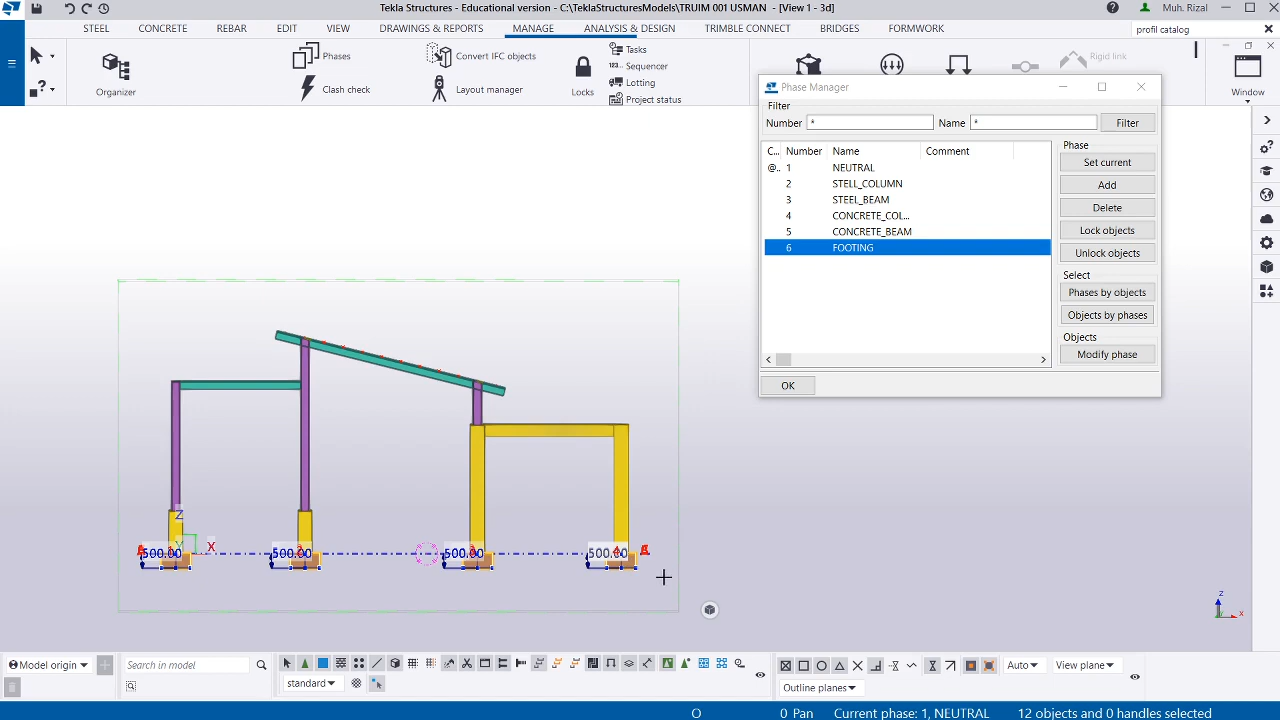 Tekla Structures - Educational version - C:\TeklaStructuresModels\TRUIN 001 USMAN - [View 1 - 3d]
Muh. Rizal
STEEL
CONCRETE
REBAR
EDIT
VIEW
DRAWINGS & REPORTS
MANAGE
ANALYSIS & DESIGN
TRIMBLE CONNECT
BRIDGES
FORMWORK
profil catalog
Organizer
Phases
Clash check
Convert IFC objects
Layout manager
Locks
Tasks
Sequencer
Lotting
Project status
Rigid link
Window
Phase Manager
Filter
Number *
Name *
Filter
C... Number Name Comment
@.. 1 NEUTRAL
2 STELL_COLUMN
3 STEEL_BEAM
4 CONCRETE_COL...
5 CONCRETE_BEAM
6 FOOTING
Phase
Set current
Add
Delete
Lock objects
Unlock objects
Select
Phases by objects
Objects by phases
Objects
Modify phase
OK
Z
Y
X
500.00
500.00
500.00
500.00
z
x
Model origin
Search in model
standard
Auto
View plane
Outline planes
O
0 Pan
Current phase: 1, NEUTRAL
12 objects and 0 handles selected